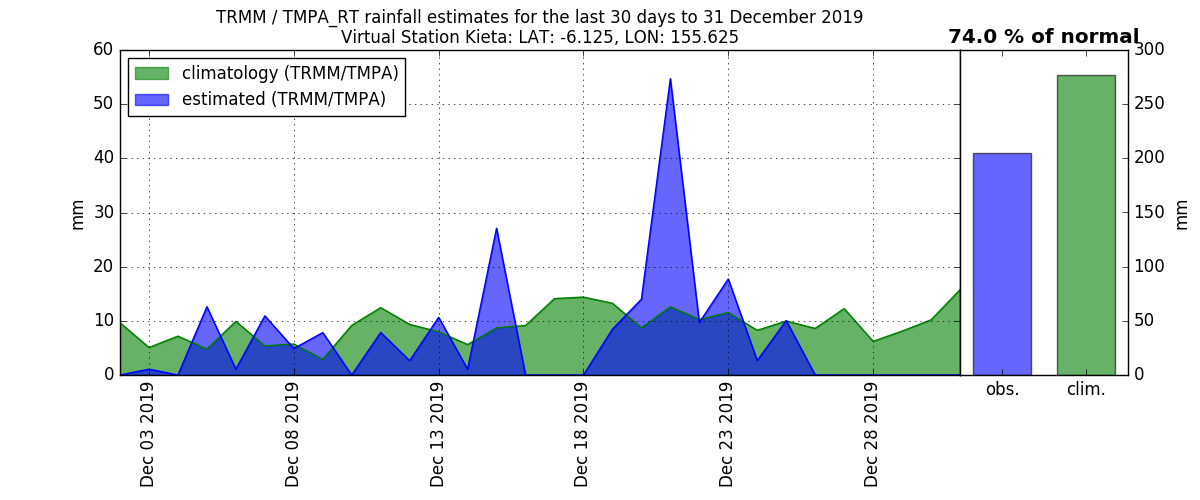 TRMM / TMPA_RT rainfall estimates for the last 30 days to 31 December 2019
Virtual Station Kieta: LAT: -6.125, LON: 155.625
74.0 % of normal
climatology (TRMM/TMPA)
estimated (TRMM/TMPA)
60
50
40
30
20
10
0
mm
Dec 03 2019
Dec 08 2019
Dec 13 2019
Dec 18 2019
Dec 23 2019
Dec 28 2019
300
250
200
150
100
50
0
mm
obs.
clim.